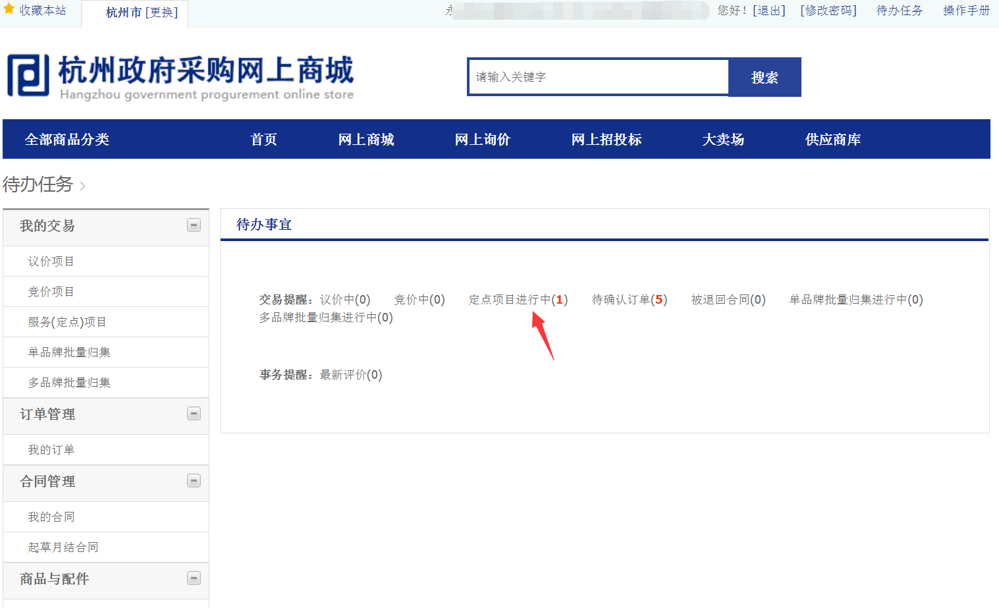 收藏本站 杭州市 [更换] 您好！ [退出] [修改密码] 待办任务 操作手册
杭州政府采购网上商城
Hangzhou government progurement online store
请输入关键字 搜索
全部商品分类 首页 网上商城 网上询价 网上招投标 大卖场 供应商库
待办任务 >
我的交易
议价项目
竞价项目
服务(定点)项目
单品牌批量归集
多品牌批量归集
订单管理
我的订单
合同管理
我的合同
起草月结合同
商品与配件
待办事宜
交易提醒： 议价中(0) 竞价中(0) 定点项目进行中(1) 待确认订单(5) 被退回合同(0) 单品牌批量归集进行中(0)
多品牌批量归集进行中(0)
事务提醒： 最新评价(0)